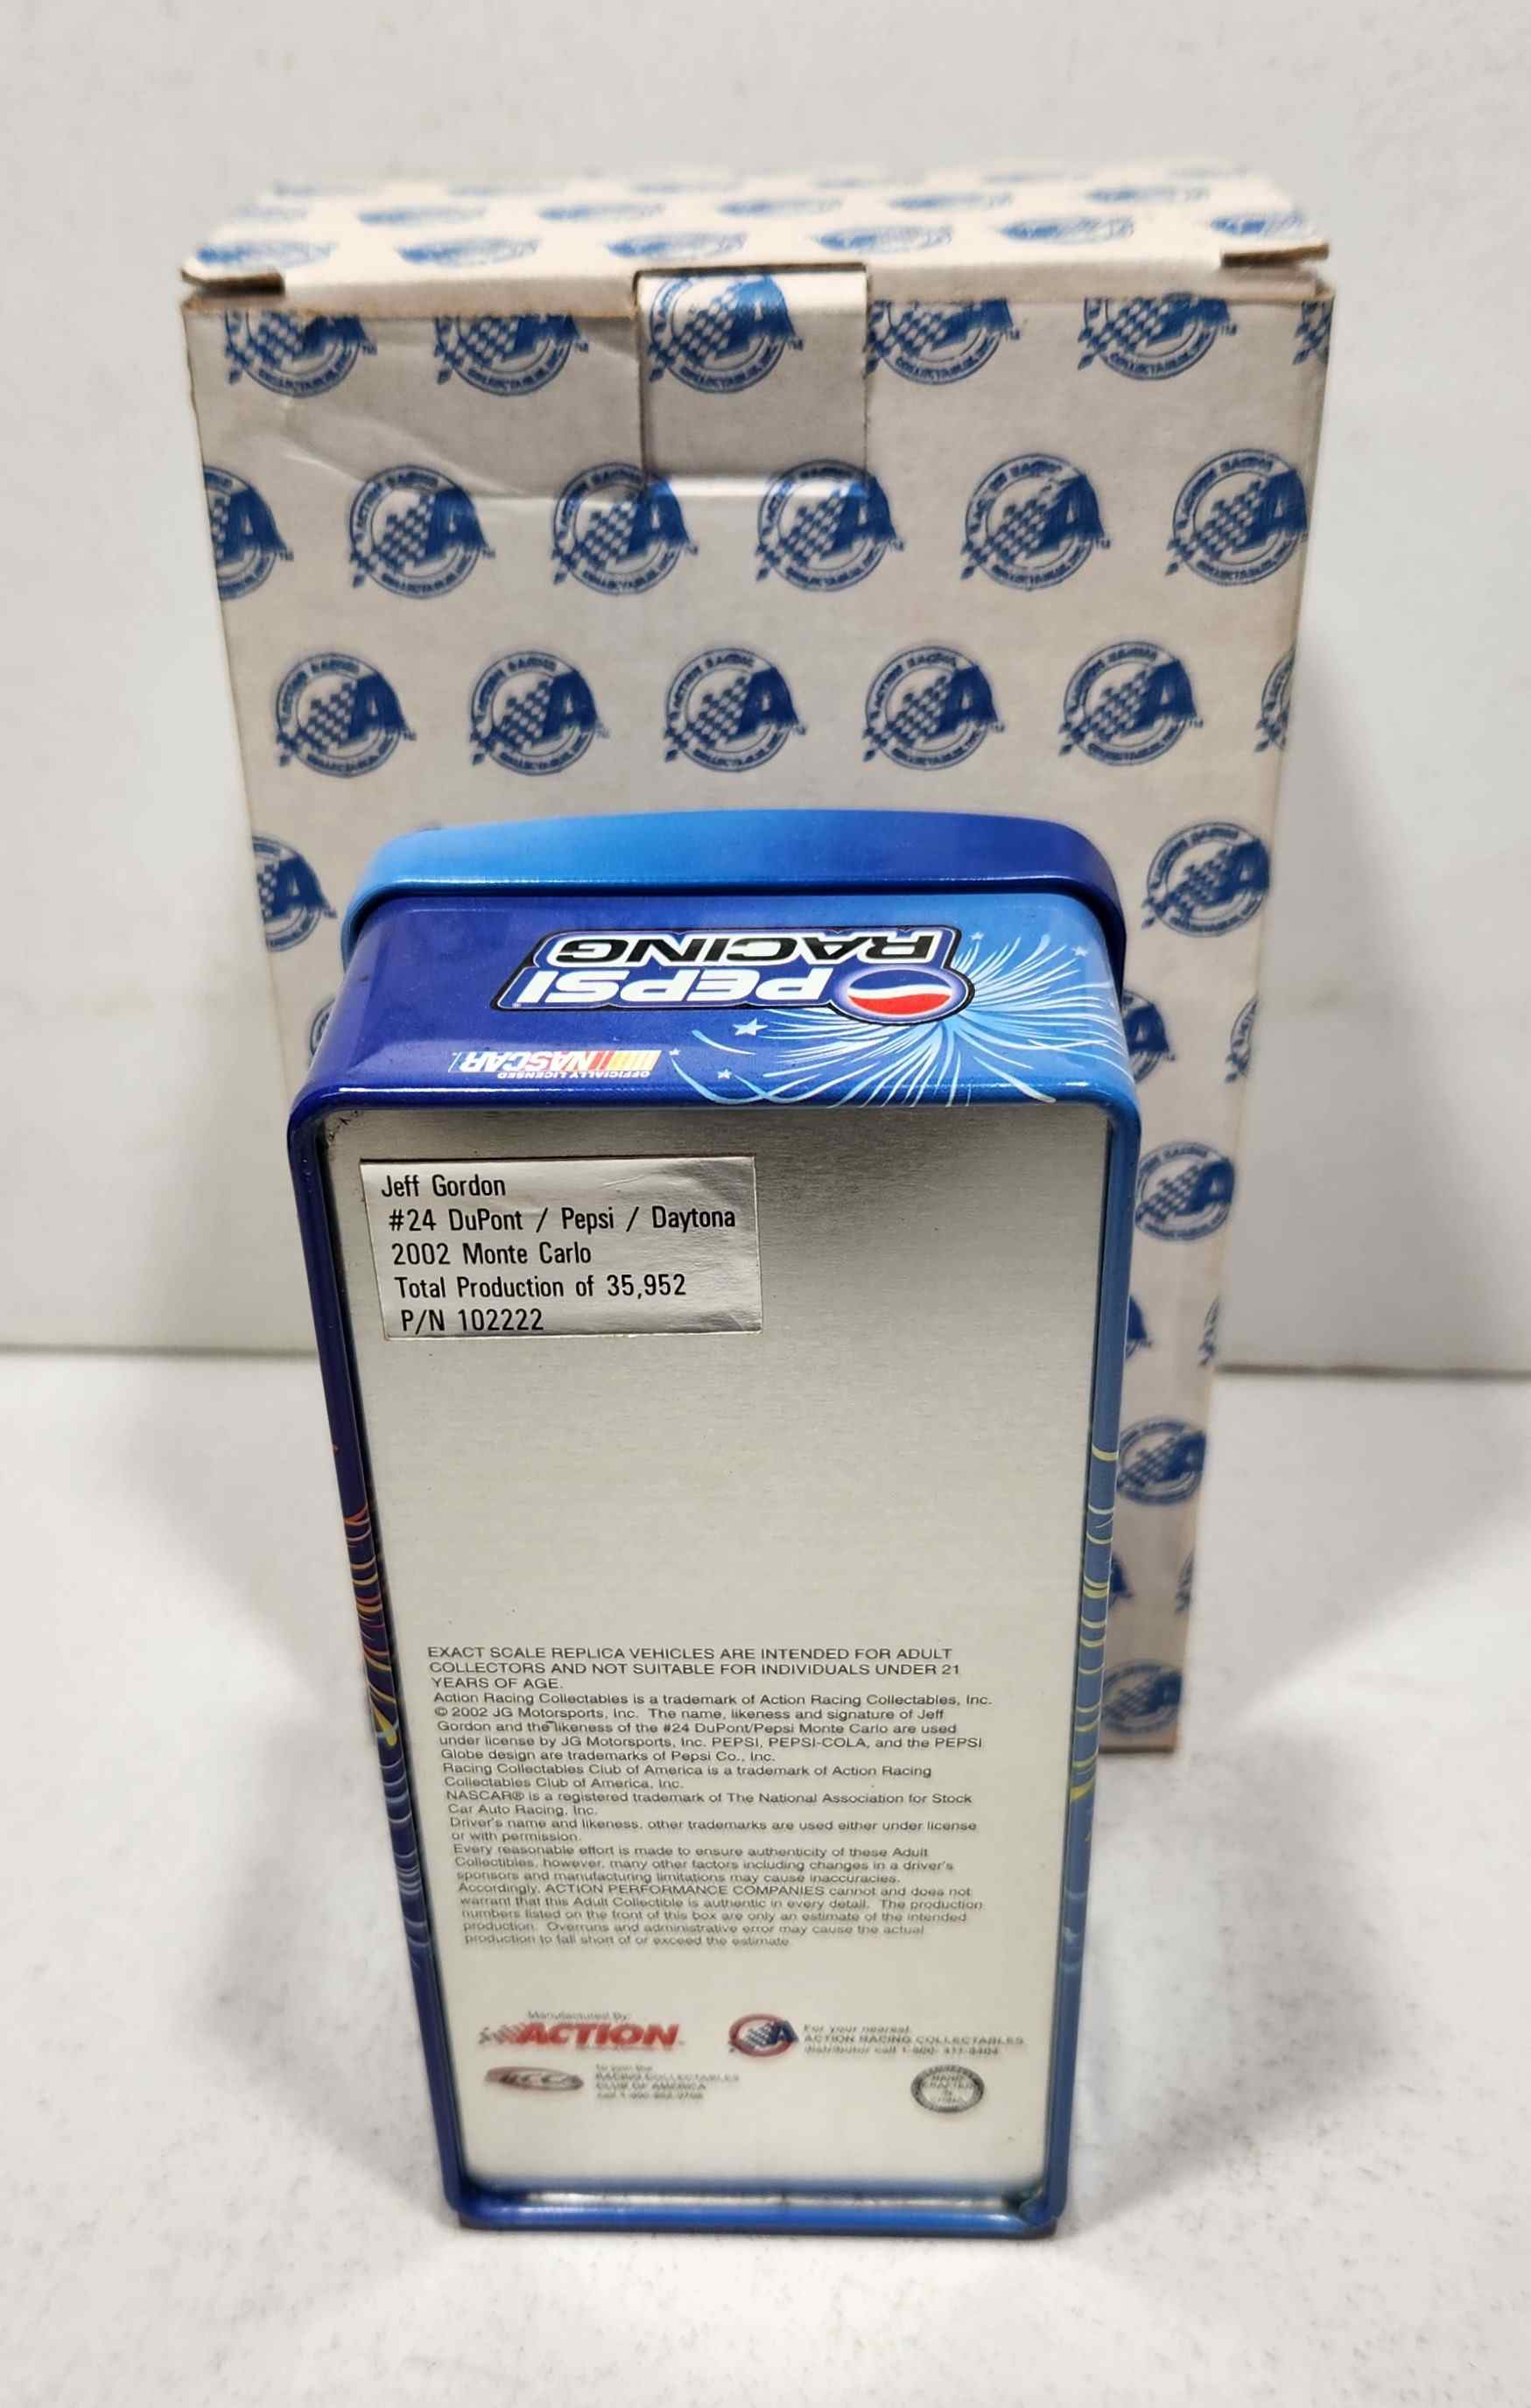 PEPSI
RACING
OFFICIALLY LICENSED
NASCAR
Jeff Gordon
#24 DuPont / Pepsi / Daytona
2002 Monte Carlo
Total Production of 35,952
P/N 102222
EXACT SCALE REPLICA VEHICLES ARE INTENDED FOR ADULT
COLLECTORS AND NOT SUITABLE FOR INDIVIDUALS UNDER 21
YEARS OF AGE.
Action Racing Collectables is a trademark of Action Racing Collectables, Inc.
© 2002 JG Motorsports, Inc. The name, likeness and signature of Jeff
Gordon and the likeness of the #24 DuPont/Pepsi Monte Carlo are used
under license by JG Motorsports, Inc. PEPSI, PEPSI-COLA, and the PEPSI
Globe design are trademarks of Pepsi Co., Inc.
Racing Collectables Club of America is a trademark of Action Racing
Collectables Club of America, Inc.
NASCAR® is a registered trademark of The National Association for Stock
Car Auto Racing, Inc.
Driver's name and likeness, other trademarks are used either under license
or with permission.
Every reasonable effort is made to ensure authenticity of these Adult
Collectibles, however, many other factors including changes in a driver's
sponsors and manufacturing limitations may cause inaccuracies.
Accordingly, ACTION PERFORMANCE COMPANIES cannot and does not
warrant that this Adult Collectible is authentic in every detail. The production
numbers listed on the front of this box are only an estimate of the intended
production. Overruns and administrative error may cause the actual
production to fall short of or exceed the estimate.
Manufactured By:
ACTION
For your nearest
ACTION RACING COLLECTABLES
distributor call
RCCA
To join the
RACING COLLECTABLES
CLUB OF AMERICA